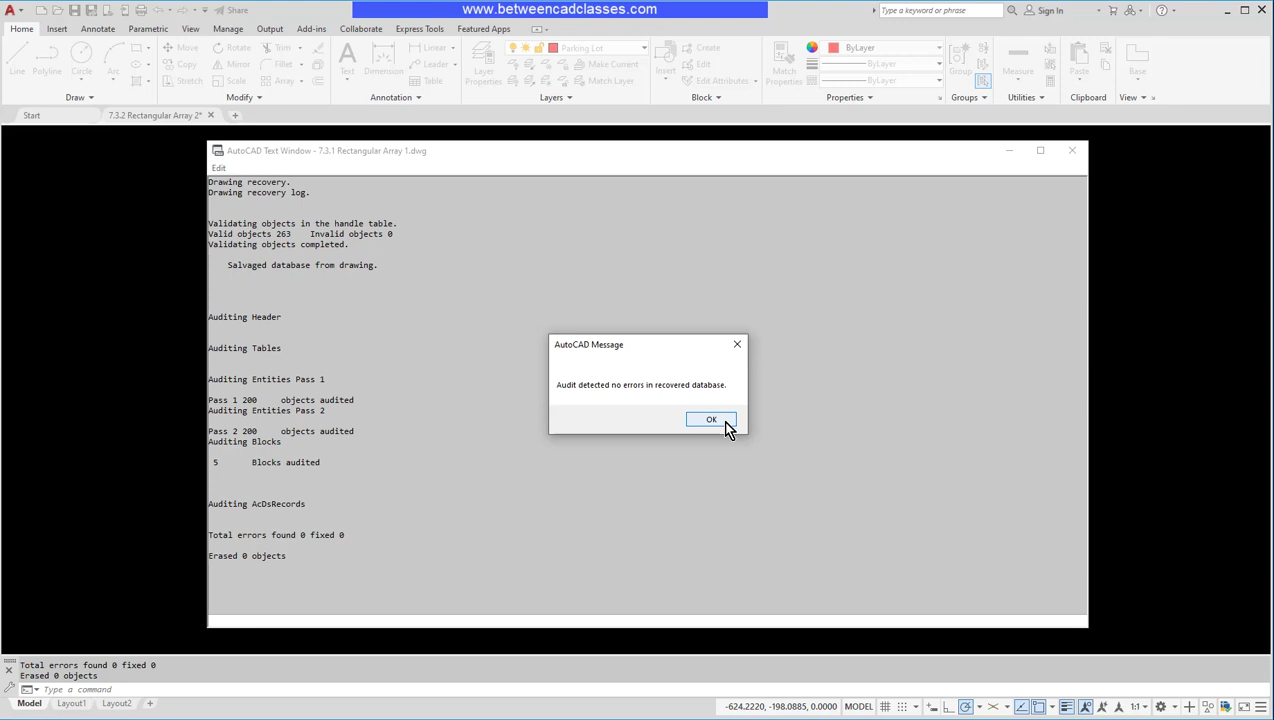 Share
www.betweencadclasses.com
Type a keyword or phrase
Sign In
Home
Insert
Annotate
Parametric
View
Manage
Output
Add-ins
Collaborate
Express Tools
Featured Apps
Line
Polyline
Circle
Arc
Move
Rotate
Trim
Copy
Mirror
Fillet
Stretch
Scale
Array
Text
Dimension
Linear
Leader
Table
Layer
Properties
Parking Lot
Make Current
Match Layer
Insert
Create
Edit
Edit Attributes
Match
Properties
ByLayer
ByLayer
ByLayer
Group
Measure
Paste
Base
Draw
Modify
Annotation
Layers
Block
Properties
Groups
Utilities
Clipboard
View
Start
7.3.2 Rectangular Array 2*
AutoCAD Text Window - 7.3.1 Rectangular Array 1.dwg
Edit
Drawing recovery.
Drawing recovery log.
Validating objects in the handle table.
Valid objects 263 Invalid objects 0
Validating objects completed.
Salvaged database from drawing.
Auditing Header
Auditing Tables
Auditing Entities Pass 1
Pass 1 200 objects audited
Auditing Entities Pass 2
Pass 2 200 objects audited
Auditing Blocks
5 Blocks audited
Auditing AcDsRecords
Total errors found 0 fixed 0
Erased 0 objects
AutoCAD Message
Audit detected no errors in recovered database.
OK
Total errors found 0 fixed 0
Erased 0 objects
Type a command
Model
Layout1
Layout2
-624.2220, -198.0885, 0.0000
MODEL
1:1